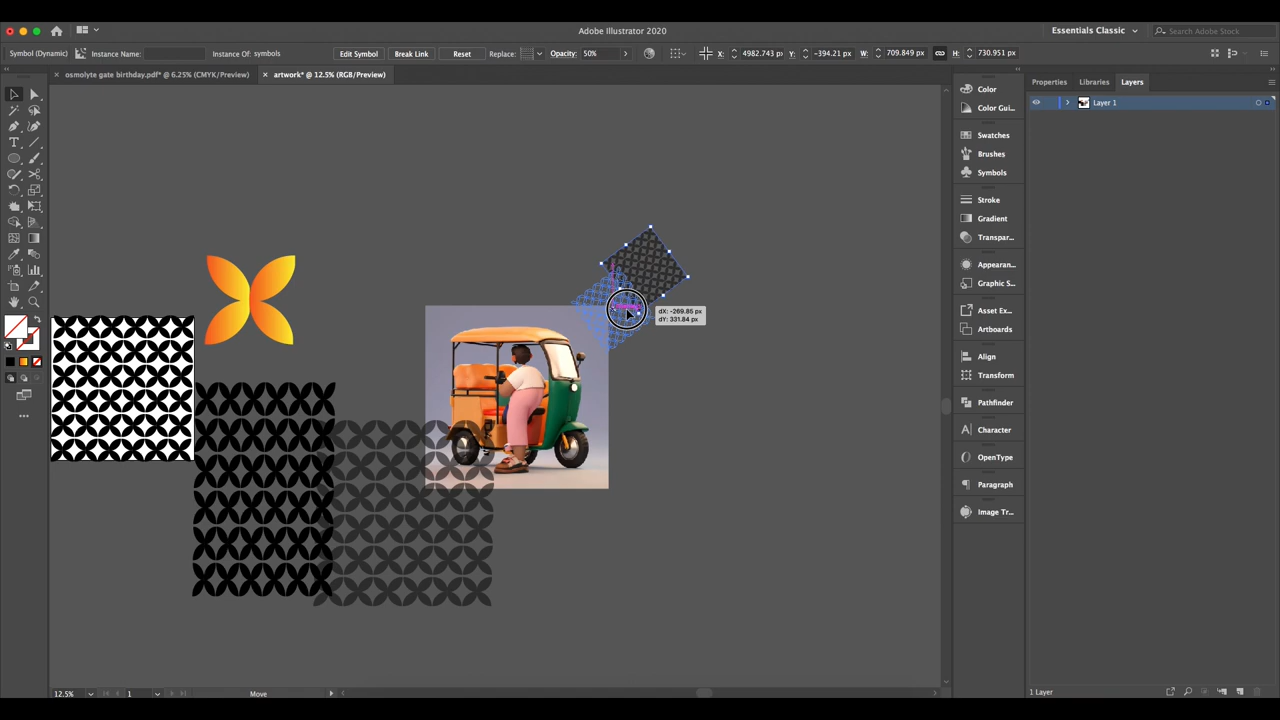 Adobe Illustrator 2020
Essentials Classic
Search Adobe Stock
Symbol (Dynamic) Instance Name: Instance Of: symbols Edit Symbol Break Link Reset Replace: Opacity: 50% X: 4982.743 px Y: -394.21 px W: 709.849 px H: 730.951 px
× osmolyte gate birthday.pdf* @ 6.25% (CMYK/Preview) × artwork* @ 12.5% (RGB/Preview)
Properties Libraries Layers
Layer 1
Color
Color Gui...
Swatches
Brushes
Symbols
Stroke
Gradient
Transpar...
Appearan...
Graphic S...
Asset Ex...
Artboards
Align
Transform
Pathfinder
Character
OpenType
Paragraph
Image Tr...
dX: -269.85 px
dY: 331.84 px
12.5% 1 Move
1 Layer